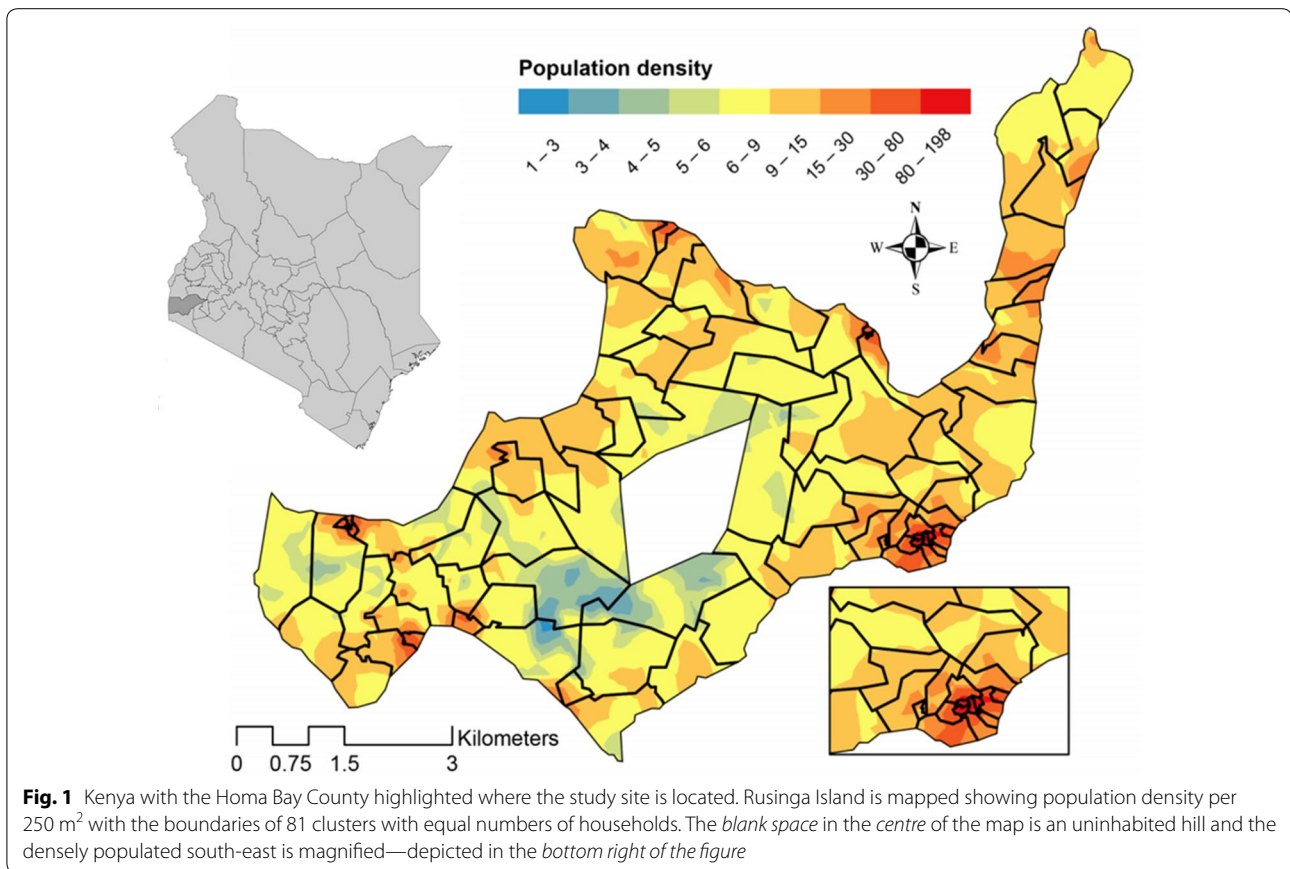 Population density
1 – 3
3 – 4
4 – 5
5 – 6
6 – 9
9 – 15
15 – 30
30 – 80
80 – 198
N
W E
S
Kilometers
0 0.75 1.5 3
Fig. 1 Kenya with the Homa Bay County highlighted where the study site is located. Rusinga Island is mapped showing population density per
250 m² with the boundaries of 81 clusters with equal numbers of households. The blank space in the centre of the map is an uninhabited hill and the
densely populated south-east is magnified—depicted in the bottom right of the figure